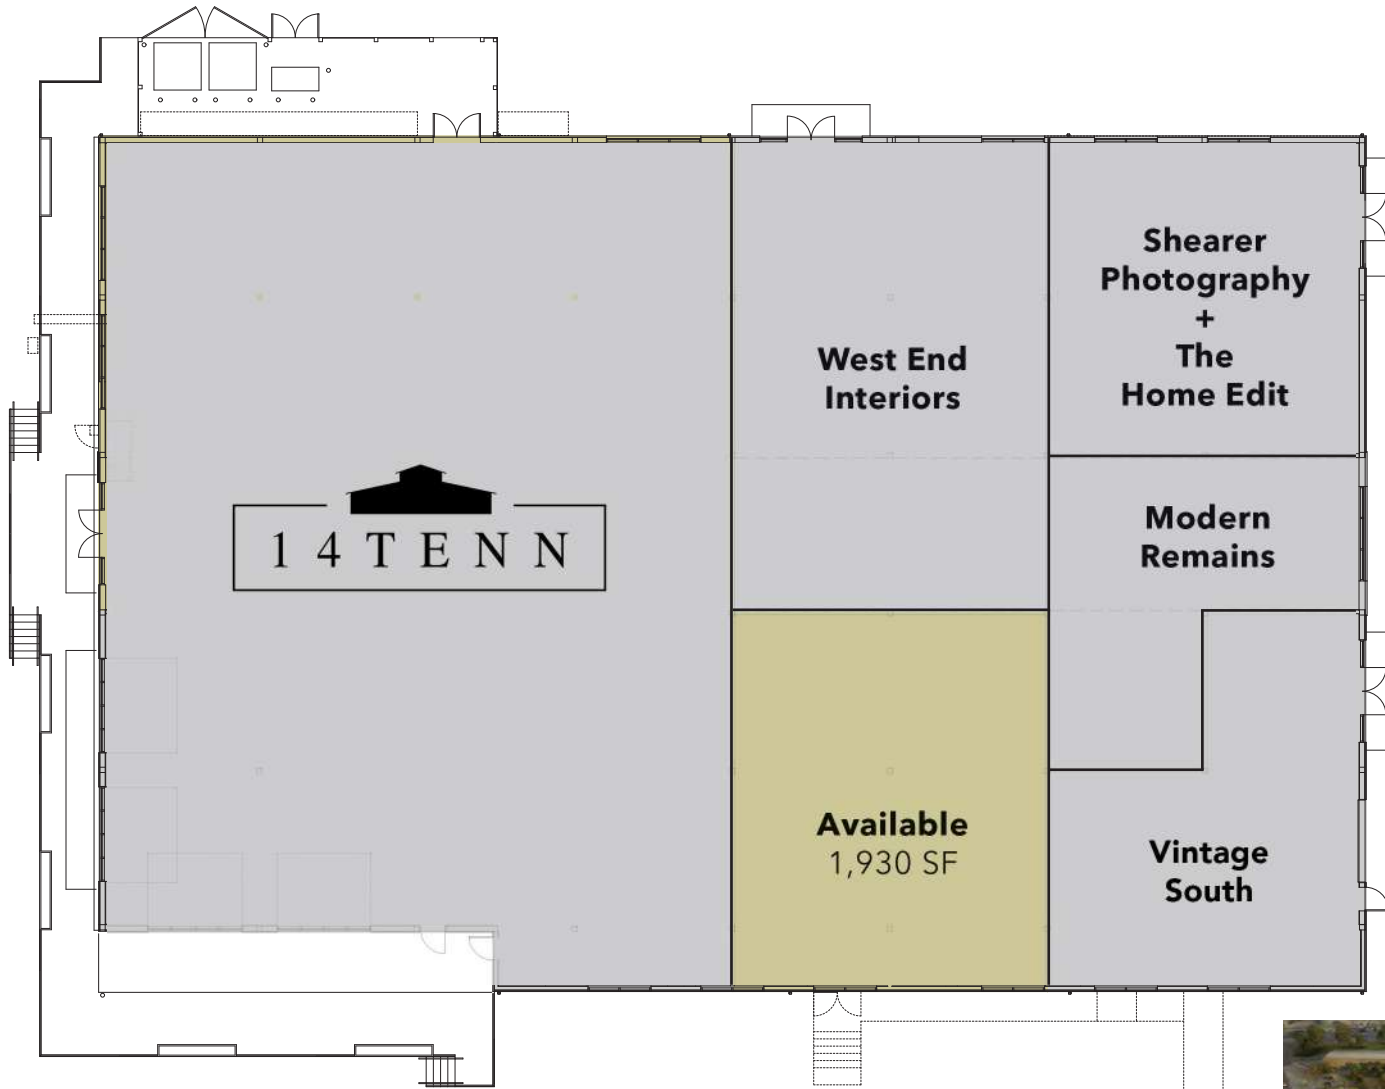 Shearer
Photography
+
The
Home Edit
West End
Interiors
14TENN
Modern
Remains
Available
1,930 SF
Vintage
South